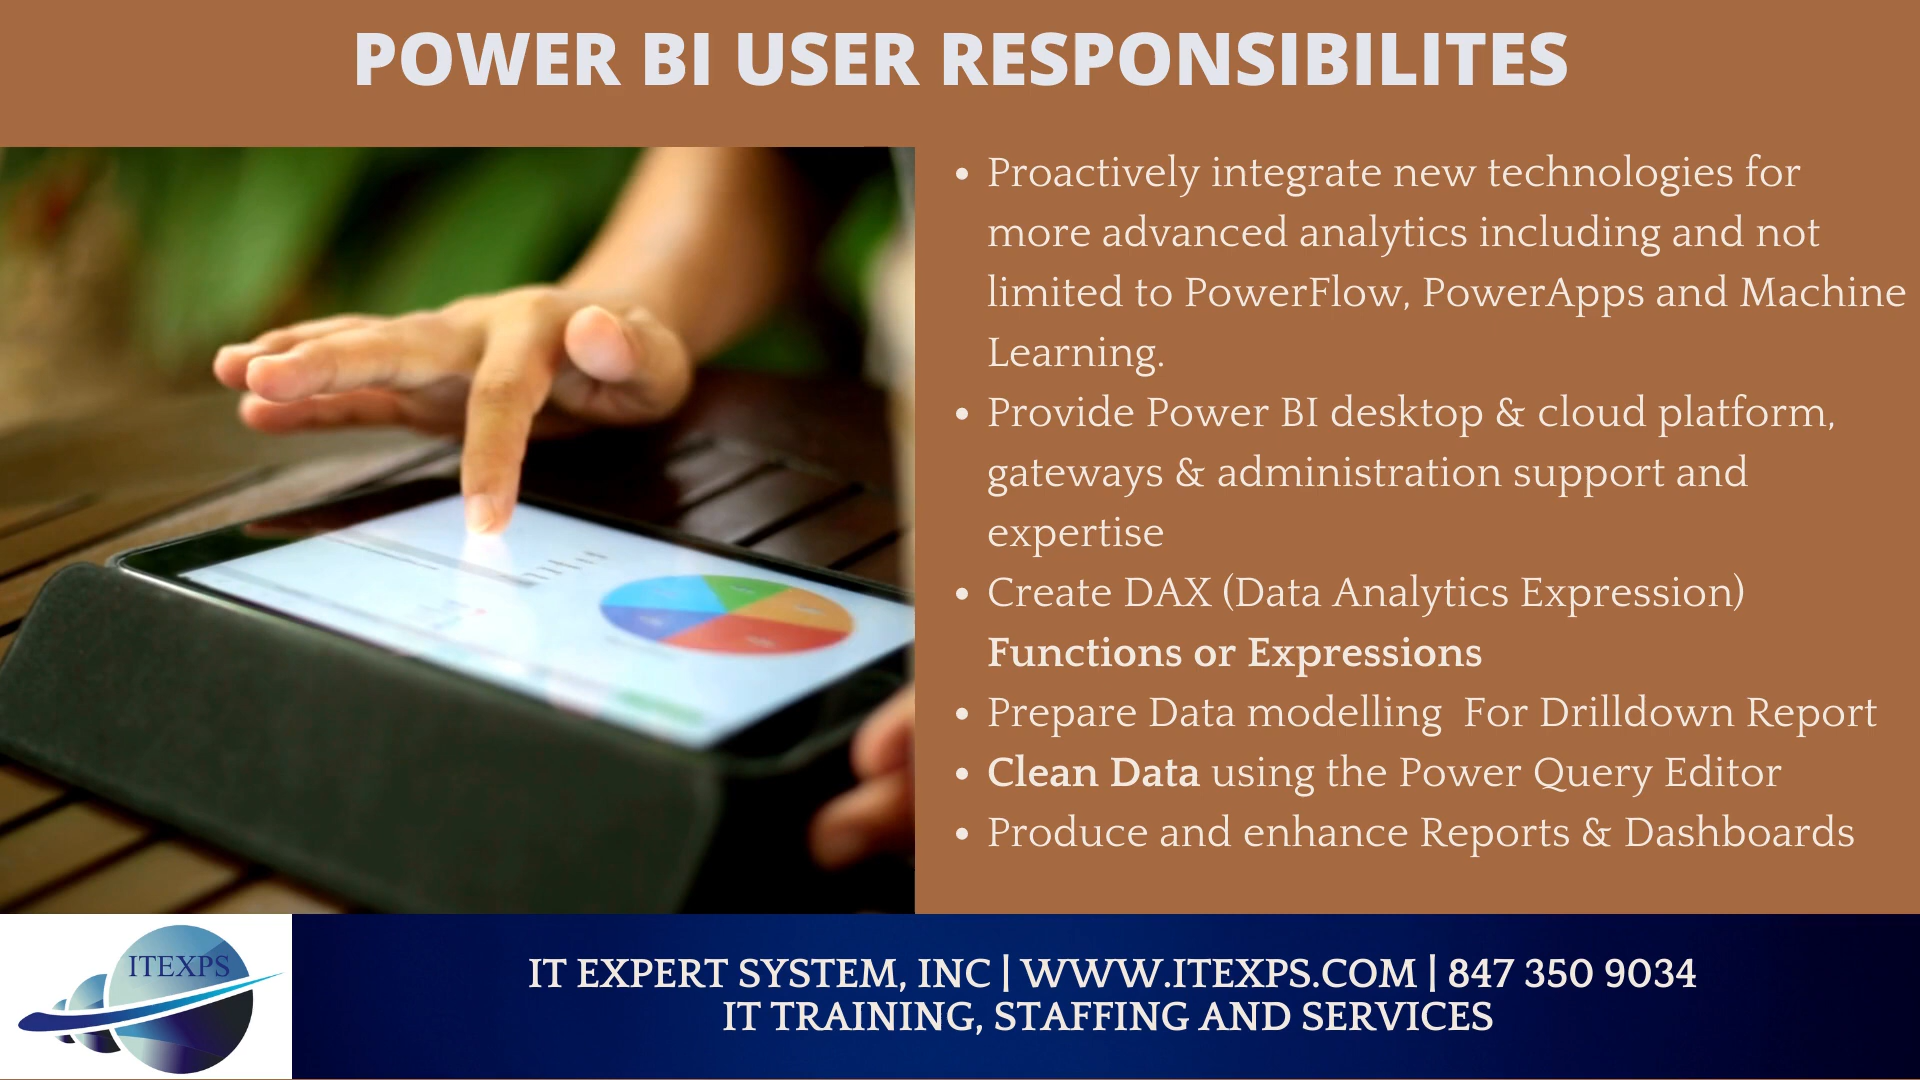 POWER BI USER RESPONSIBILITES
• Proactively integrate new technologies for
more advanced analytics including and not
limited to PowerFlow, PowerApps and Machine
Learning.
• Provide Power BI desktop & cloud platform,
gateways & administration support and
expertise
• Create DAX (Data Analytics Expression)
Functions or Expressions
• Prepare Data modelling  For Drilldown Report
• Clean Data using the Power Query Editor
• Produce and enhance Reports & Dashboards
ITEXPS
IT EXPERT SYSTEM, INC | WWW.ITEXPS.COM | 847 350 9034
IT TRAINING, STAFFING AND SERVICES